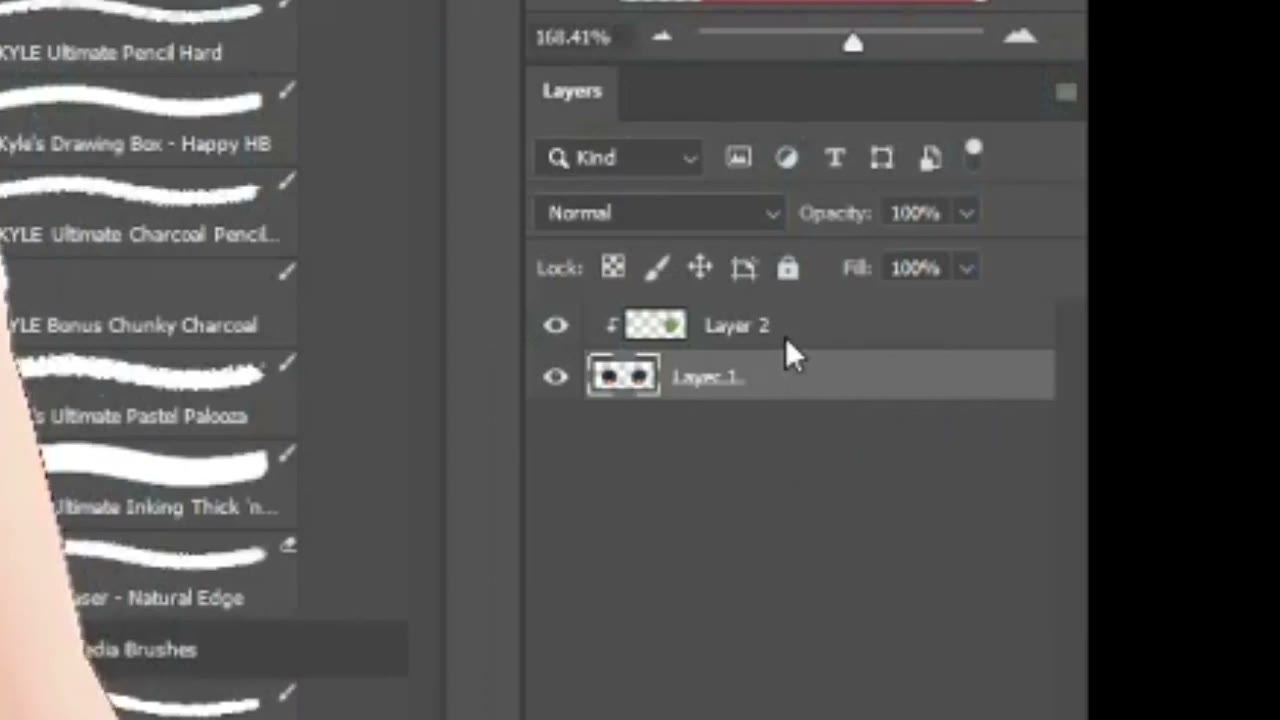 KYLE Ultimate Pencil Hard
Kyle's Drawing Box - Happy HB
KYLE Ultimate Charcoal Pencil...
YLE Bonus Chunky Charcoal
's Ultimate Pastel Palooza
Ultimate Inking Thick 'n...
ser - Natural Edge
edia Brushes
168.41%
Layers
Kind
Normal
Opacity: 100%
Lock:
Fill: 100%
Layer 2
Layer 1